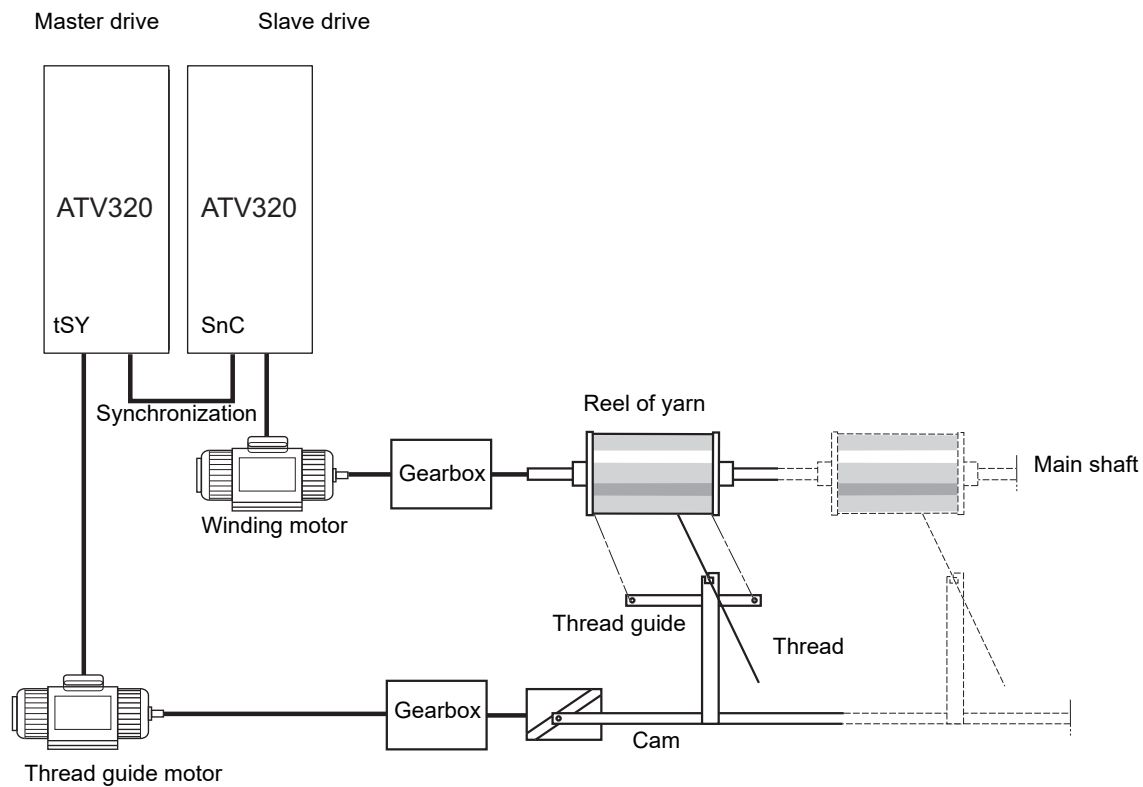 Master drive
Slave drive
ATV320
ATV320
tSY
SnC
Synchronization
Reel of yarn
Gearbox
Main shaft
Winding motor
Thread guide
Thread
Gearbox
Cam
Thread guide motor